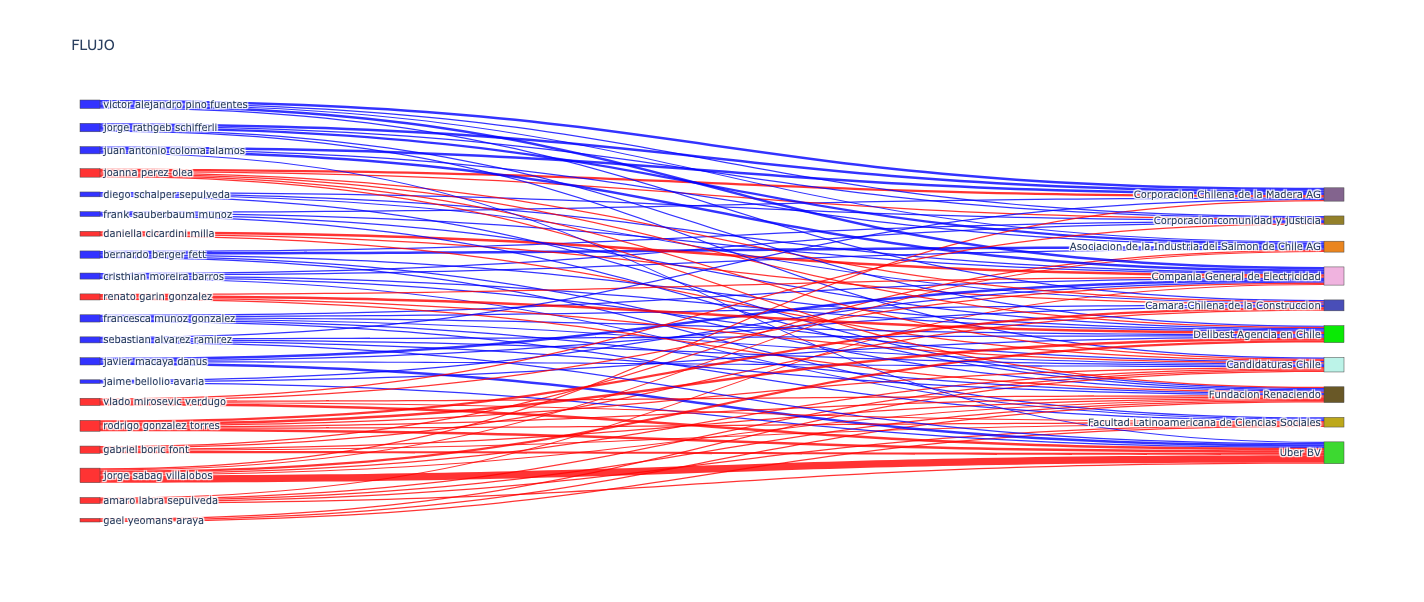 FLUJO
victor alejandro pino fuentes
jorge rathgeb schifferli
juan antonio coloma alamos
joanna perez olea
diego schalper sepulveda
frank sauberbaum munoz
daniella cicardini milla
bernardo berger fett
cristhian moreira barros
renato garin gonzalez
francesca munoz gonzalez
sebastian alvarez ramirez
javier macaya danus
jaime bellolio avaria
vlado mirosevic verdugo
rodrigo gonzalez torres
gabriel boric font
jorge sabag villalobos
amaro labra sepulveda
gael yeomans araya
Corporacion Chilena de la Madera AG
Corporacion comunidad y justicia
Asociacion de la Industria del Salmon de Chile AG
Compania General de Electricidad
Camara Chilena de la Construccion
Delibest Agencia en Chile
Candidaturas Chile
Fundacion Renaciendo
Facultad Latinoamericana de Ciencias Sociales
Uber BV